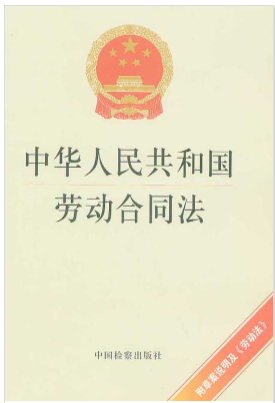 中华人民共和国
劳动合同法
附草案说明及《劳动法》
中国检察出版社